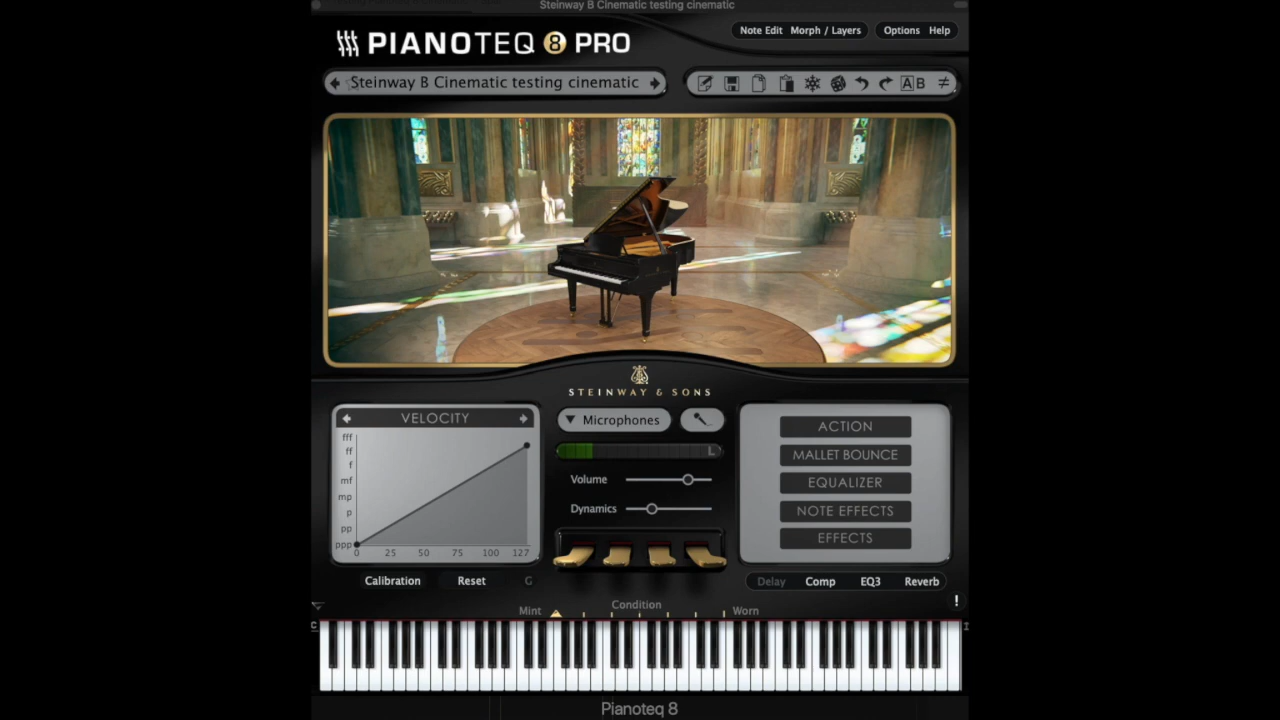 Steinway B Cinematic testing cinematic
PIANOTEQ 8 PRO
Note Edit Morph / Layers Options Help
Steinway B Cinematic testing cinematic
A B ≠
STEINWAY & SONS
VELOCITY
fff
ff
f
mf
mp
p
pp
ppp
0 25 50 75 100 127
Calibration Reset G
Microphones
L
Volume
Dynamics
ACTION
MALLET BOUNCE
EQUALIZER
NOTE EFFECTS
EFFECTS
Delay Comp EQ3 Reverb
!
Mint Condition Worn
C
Pianoteq 8